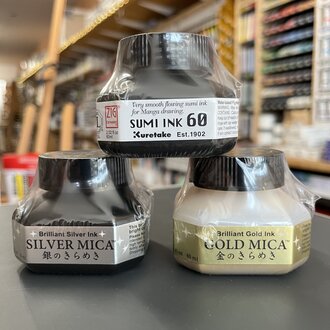 ZIG
Very smooth flowing sumi ink
for Manga drawing.
SUMI INK 60
Kuretake Est.1902
Brilliant Silver Ink
SILVER MICA
銀のきらめき
Brilliant Gold Ink
GOLD MICA
金のきらめき